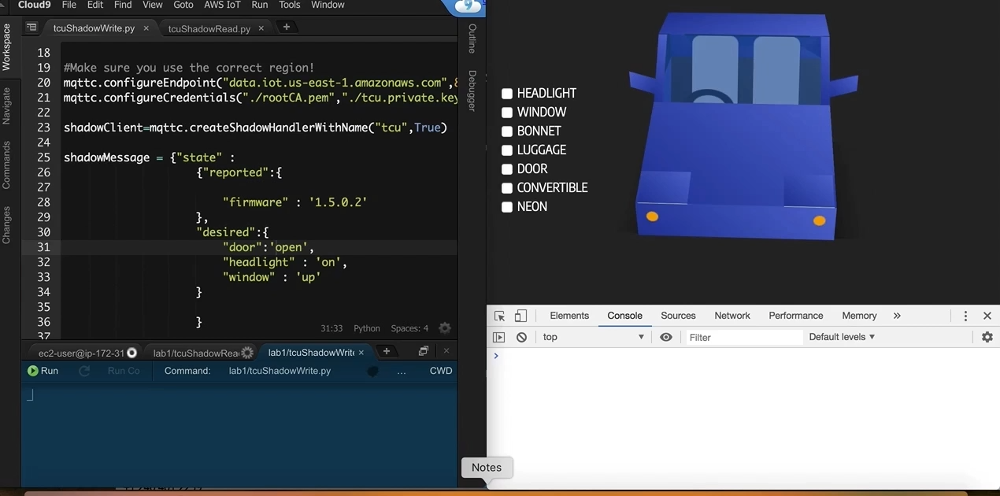 Cloud9 File Edit Find View Goto AWS IoT Run Tools Window
Workspace
Navigate
Commands
Changes
tcuShadowWrite.py × tcuShadowRead.py × +
18
19 #Make sure you use the correct region!
20 mqttc.configureEndpoint("data.iot.us-east-1.amazonaws.com",8
21 mqttc.configureCredentials("./rootCA.pem","./tcu.private.key
22
23 shadowClient=mqttc.createShadowHandlerWithName("tcu",True)
24
25 shadowMessage = {"state" :
26 {"reported":{
27
28 "firmware" : '1.5.0.2'
29 },
30 "desired":{
31 "door":'open',
32 "headlight" : 'on',
33 "window" : 'up'
34 }
35
36 }
37
31:33 Python Spaces: 4
Outline
Debugger
ec2-user@ip-172-31 lab1/tcuShadowRea lab1/tcuShadowWrite × +
Run Run Co Command: lab1/tcuShadowWrite.py ... CWD
HEADLIGHT
WINDOW
BONNET
LUGGAGE
DOOR
CONVERTIBLE
NEON
Elements Console Sources Network Performance Memory »
top Filter Default levels ▼
Notes